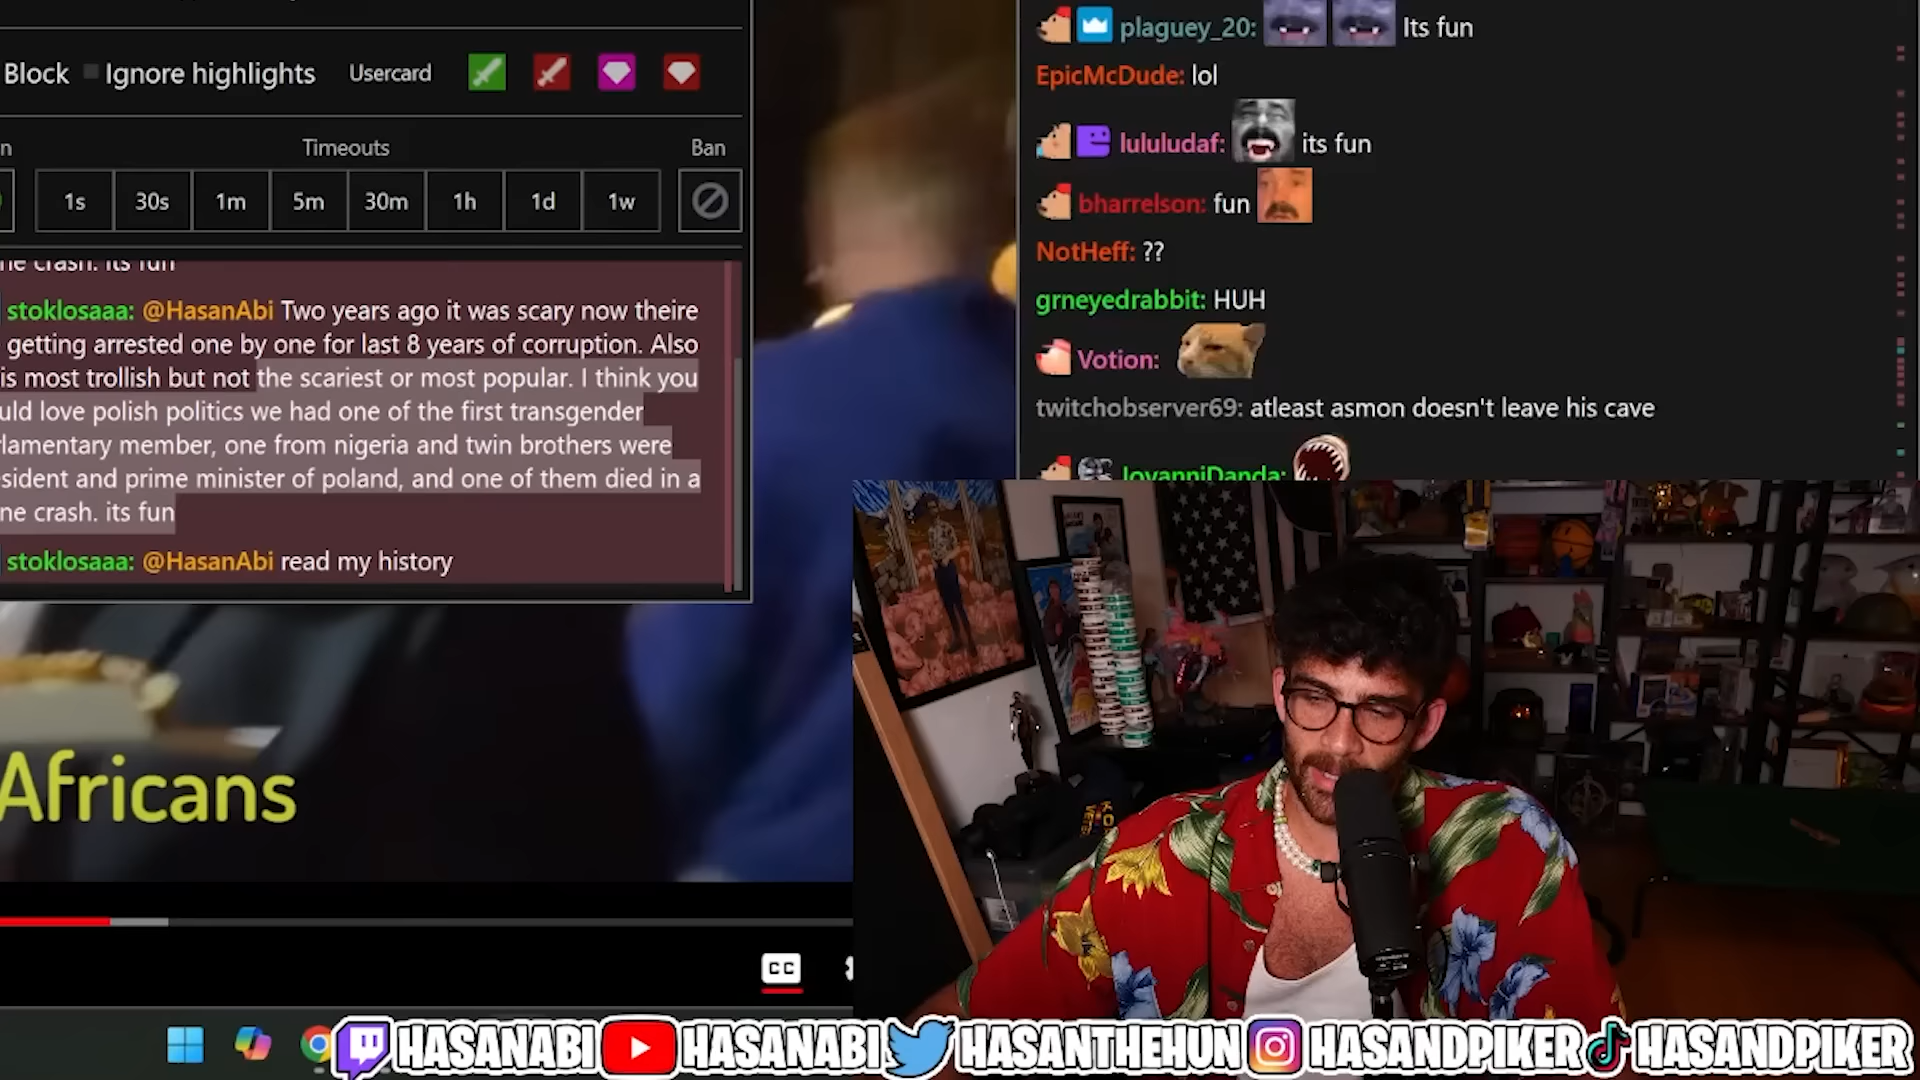 Block Ignore highlights Usercard
Timeouts Ban
1s 30s 1m 5m 30m 1h 1d 1w
ne crash. its fun
stoklosaaa: @HasanAbi Two years ago it was scary now theire
getting arrested one by one for last 8 years of corruption. Also
is most trollish but not the scariest or most popular. I think you
uld love polish politics we had one of the first transgender
lamentary member, one from nigeria and twin brothers were
sident and prime minister of poland, and one of them died in a
ne crash. its fun
stoklosaaa: @HasanAbi read my history
plaguey_20: Its fun
EpicMcDude: lol
lululudaf: its fun
bharrelson: fun
NotHeff: ??
grneyedrabbit: HUH
Votion:
twitchobserver69: atleast asmon doesn't leave his cave
JovanniDanda:
Africans
CC
HASANABI HASANABI HASANTHEHUN HASANDPIKER HASANDPIKER